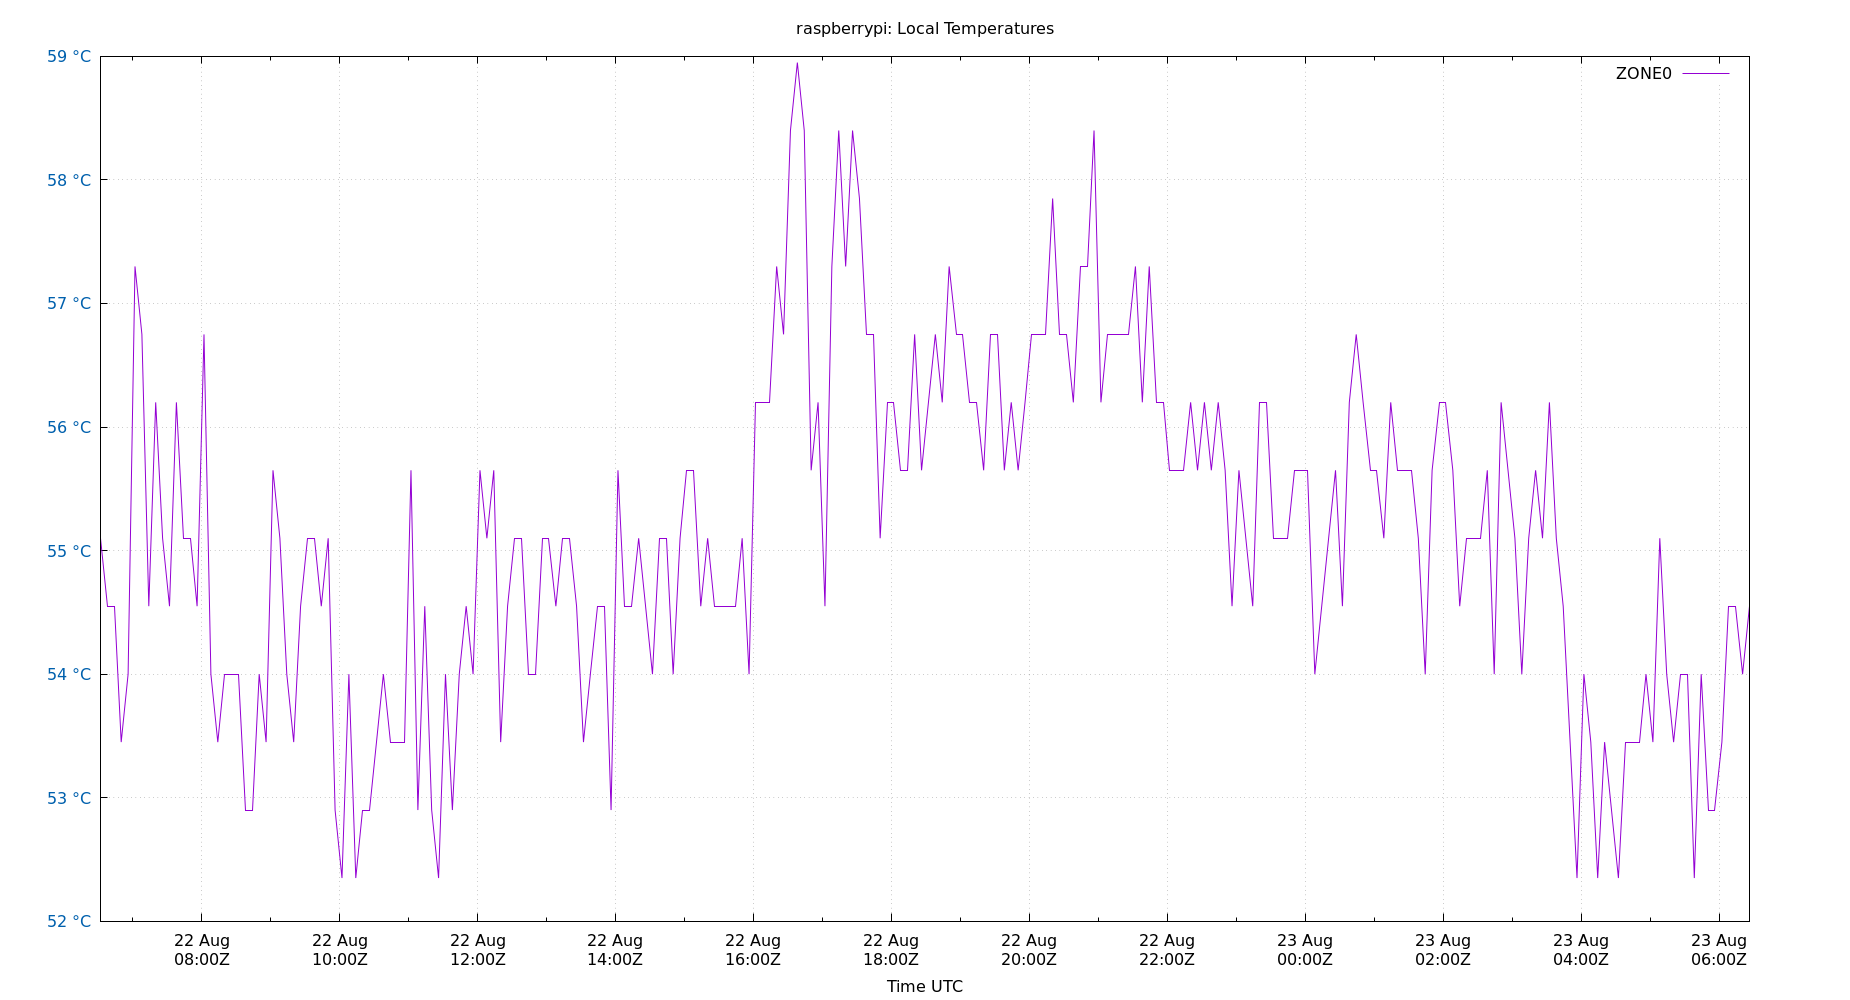 raspberrypi: Local Temperatures
ZONE0
59 °C
58 °C
57 °C
56 °C
55 °C
54 °C
53 °C
52 °C
22 Aug 22 Aug 22 Aug 22 Aug 22 Aug 22 Aug 22 Aug 22 Aug 23 Aug 23 Aug 23 Aug 23 Aug
08:00Z 10:00Z 12:00Z 14:00Z 16:00Z 18:00Z 20:00Z 22:00Z 00:00Z 02:00Z 04:00Z 06:00Z
Time UTC